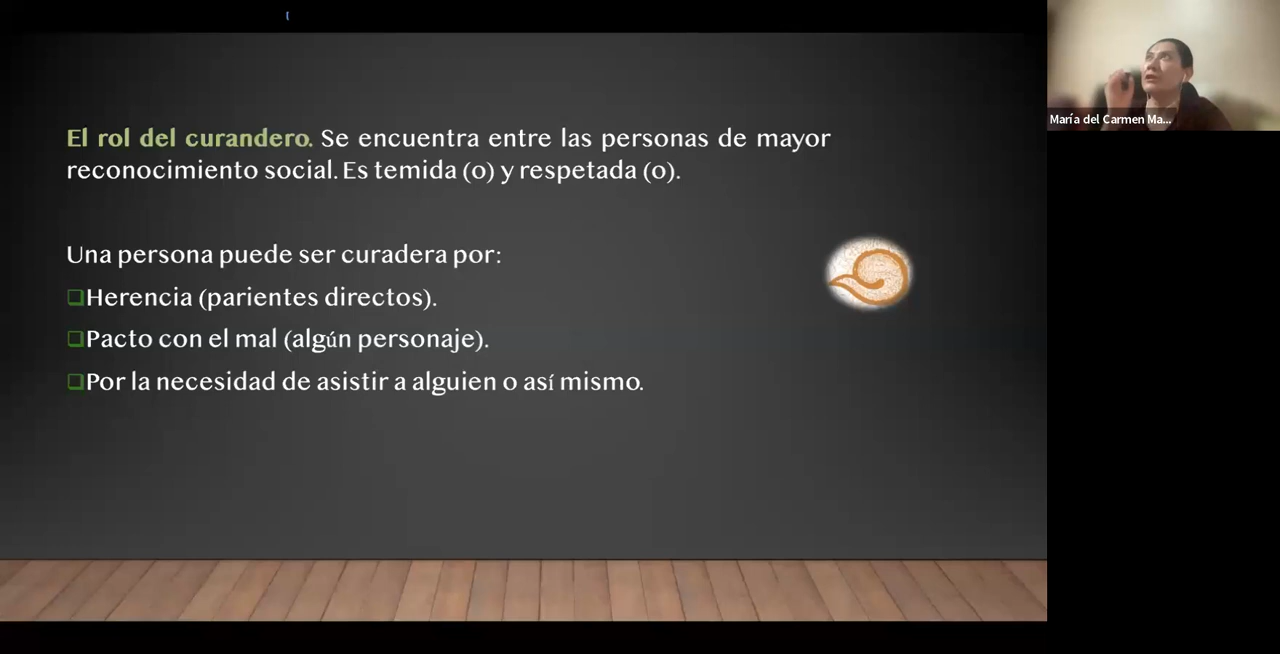 t
El rol del curandero. Se encuentra entre las personas de mayor
reconocimiento social. Es temida (o) y respetada (o).
Una persona puede ser curadera por:
Herencia (parientes directos).
Pacto con el mal (algún personaje).
Por la necesidad de asistir a alguien o así mismo.
María del Carmen Ma...